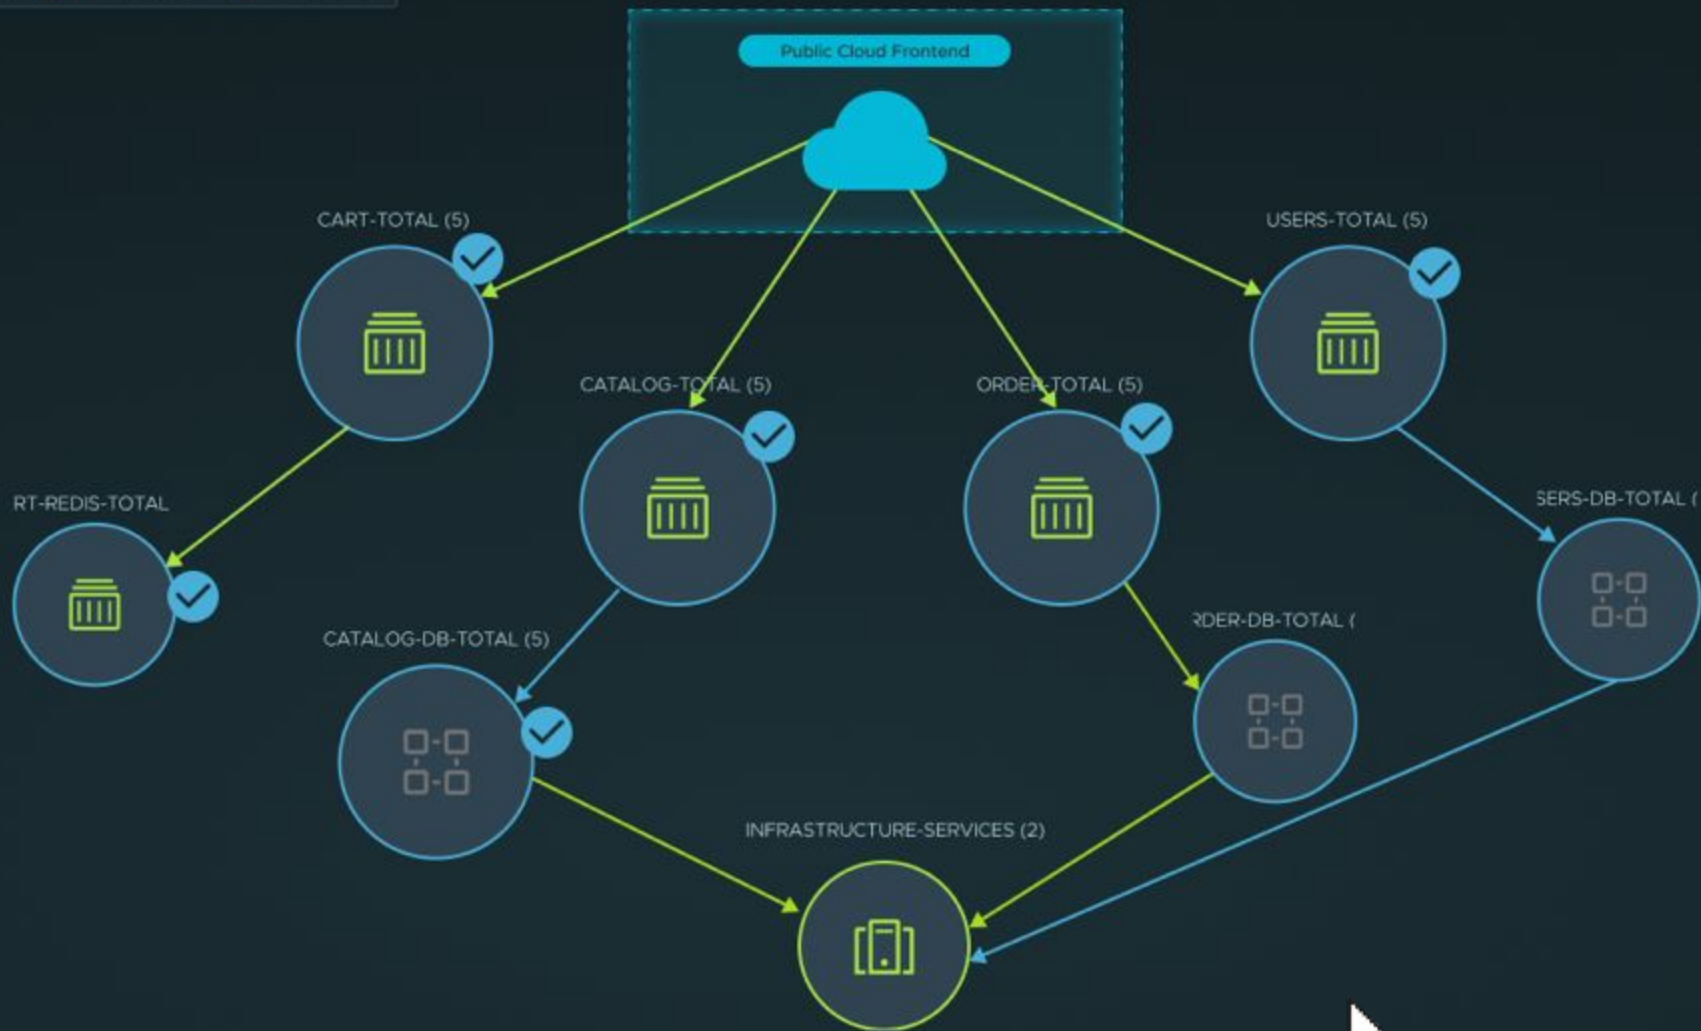 Public Cloud Frontend
CART-TOTAL (5)
USERS-TOTAL (5)
CATALOG-TOTAL (5)
ORDER-TOTAL (5)
RT-REDIS-TOTAL
SERS-DB-TOTAL (
CATALOG-DB-TOTAL (5)
RDER-DB-TOTAL (
INFRASTRUCTURE-SERVICES (2)